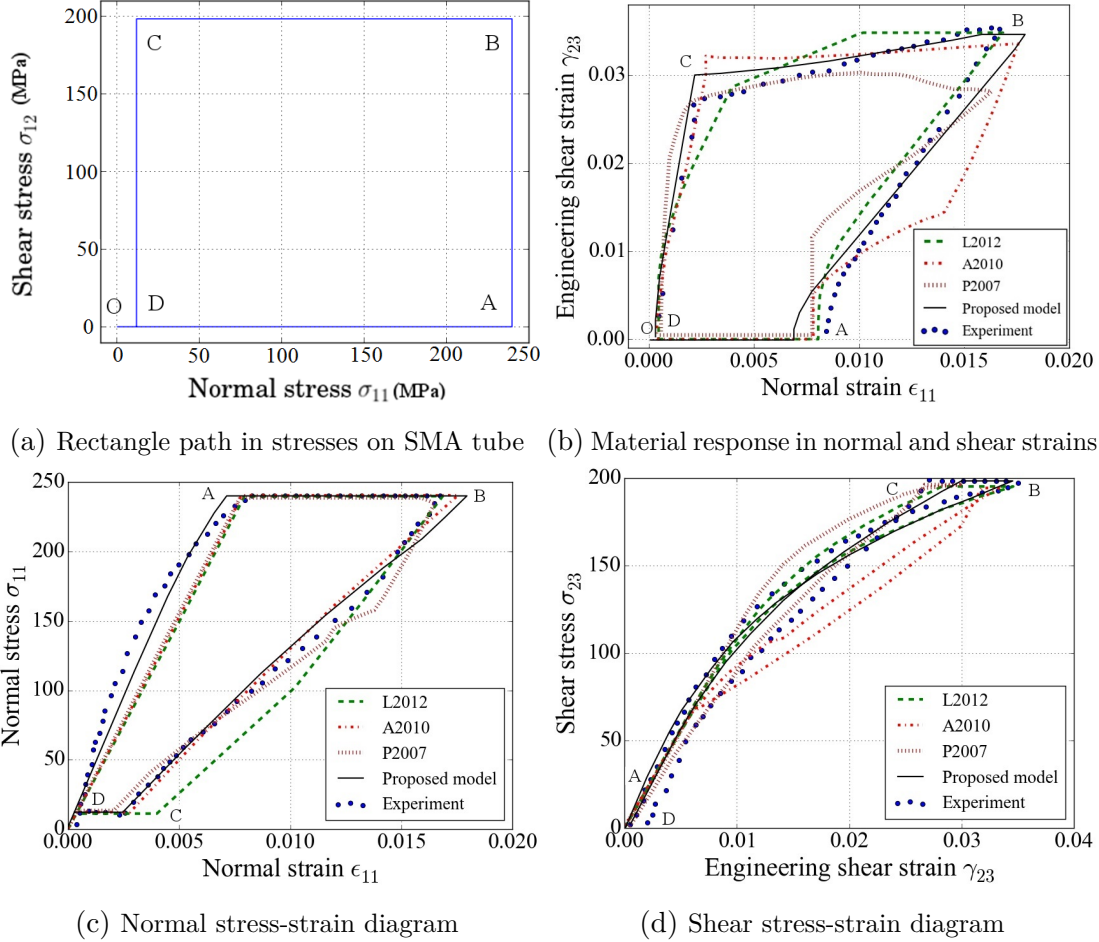 200
150
100
50
0
Shear stress σ12 (MPa)
C
B
O
D
A
0
50
100
150
200
250
Normal stress σ11 (MPa)
(a) Rectangle path in stresses on SMA tube
0.03
0.02
0.01
0.00
Engineering shear strain γ23
B
C
O
D
A
L2012
A2010
P2007
Proposed model
Experiment
0.000
0.005
0.010
0.015
0.020
Normal strain ϵ11
(b) Material response in normal and shear strains
250
200
150
100
50
0
Normal stress σ11
A
B
D
C
L2012
A2010
P2007
Proposed model
Experiment
0.000
0.005
0.010
0.015
0.020
Normal strain ϵ11
(c) Normal stress-strain diagram
200
150
100
50
0
Shear stress σ23
C
B
A
D
L2012
A2010
P2007
Proposed model
Experiment
0.00
0.01
0.02
0.03
0.04
Engineering shear strain γ23
(d) Shear stress-strain diagram